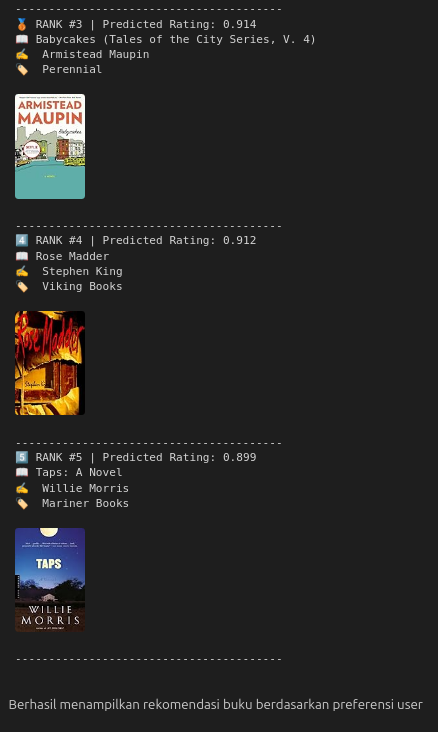 -----------------------------------------
🥉 RANK #3 | Predicted Rating: 0.914
📖 Babycakes (Tales of the City Series, V. 4)
✍️ Armistead Maupin
🏷️ Perennial
ARMISTEAD
MAUPIN
Babycakes
-----------------------------------------
4️⃣ RANK #4 | Predicted Rating: 0.912
📖 Rose Madder
✍️ Stephen King
🏷️ Viking Books
Rose Madder
Stephen King
-----------------------------------------
5️⃣ RANK #5 | Predicted Rating: 0.899
📖 Taps: A Novel
✍️ Willie Morris
🏷️ Mariner Books
TAPS
WILLIE
MORRIS
-----------------------------------------
Berhasil menampilkan rekomendasi buku berdasarkan preferensi user